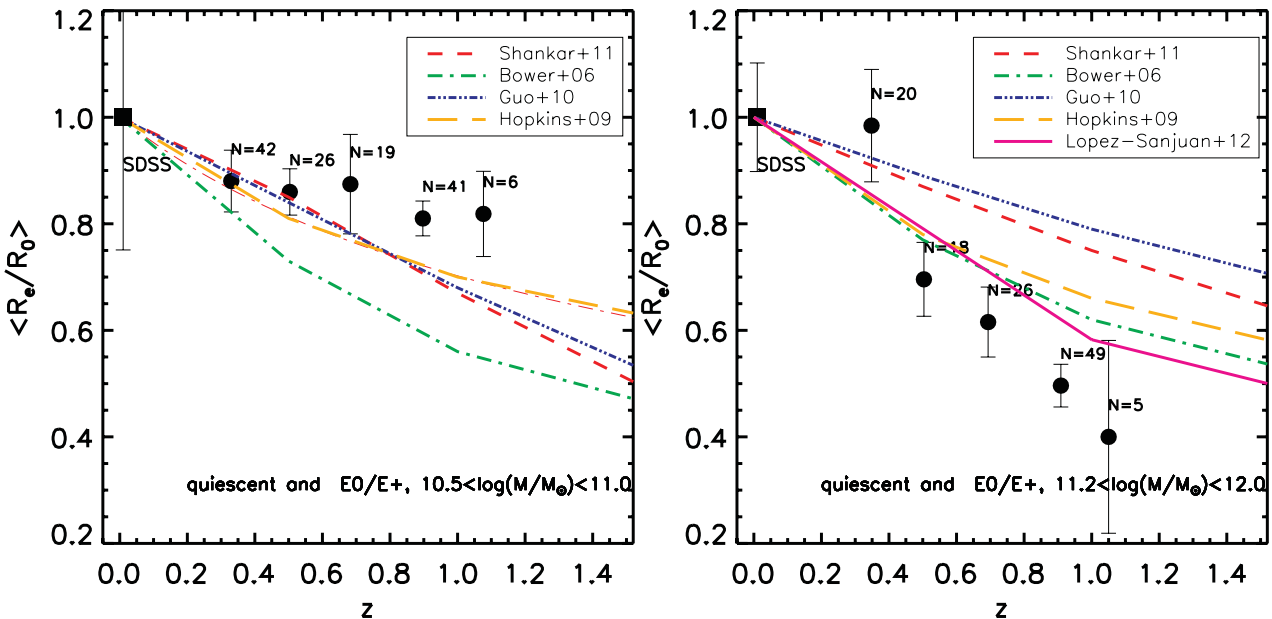 1.2
1.0
0.8
0.6
0.4
0.2
<Re/R0>
0.0 0.2 0.4 0.6 0.8 1.0 1.2 1.4
z
Shankar+11
Bower+06
Guo+10
Hopkins+09
SDSS
N=42
N=26
N=19
N=41
N=6
quiescent and E0/E+, 10.5<log(M/M⊙)<11.0
1.2
1.0
0.8
0.6
0.4
0.2
<Re/R0>
0.0 0.2 0.4 0.6 0.8 1.0 1.2 1.4
z
Shankar+11
Bower+06
Guo+10
Hopkins+09
Lopez-Sanjuan+12
SDSS
N=20
N=18
N=26
N=49
N=5
quiescent and E0/E+, 11.2<log(M/M⊙)<12.0